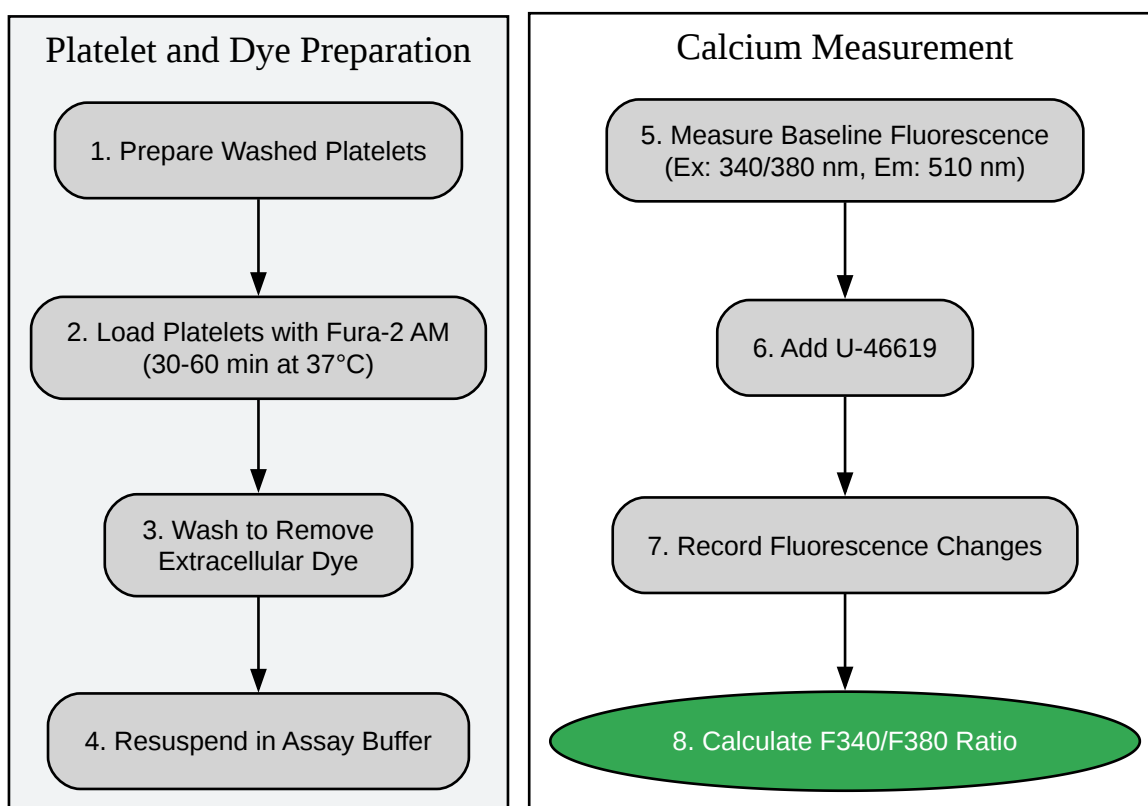 Platelet and Dye Preparation
1. Prepare Washed Platelets
2. Load Platelets with Fura-2 AM
(30-60 min at 37°C)
3. Wash to Remove
Extracellular Dye
4. Resuspend in Assay Buffer
Calcium Measurement
5. Measure Baseline Fluorescence
(Ex: 340/380 nm, Em: 510 nm)
6. Add U-46619
7. Record Fluorescence Changes
8. Calculate F340/F380 Ratio